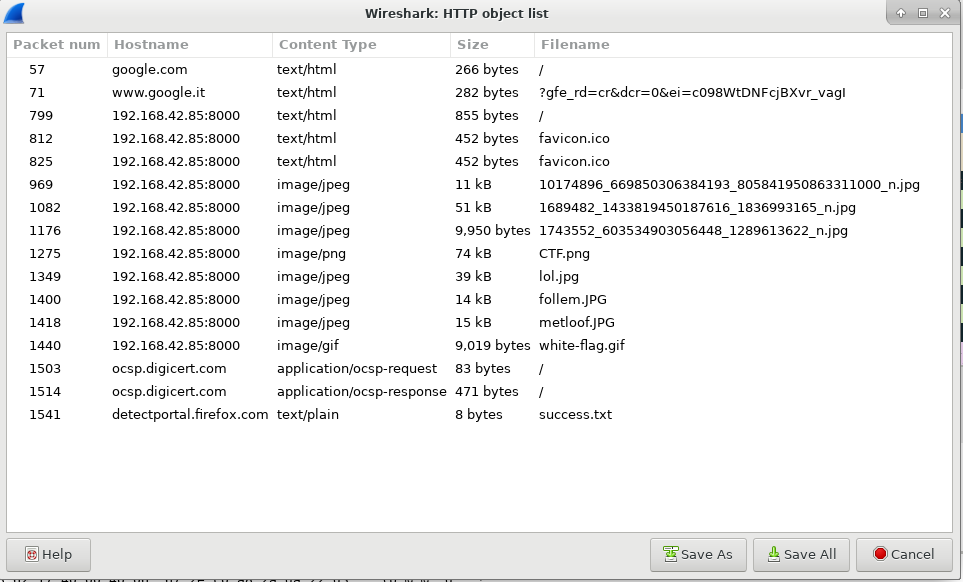 Wireshark: HTTP object list
Packet num Hostname Content Type Size Filename
57 google.com text/html 266 bytes /
71 www.google.it text/html 282 bytes ?gfe_rd=cr&dcr=0&ei=c098WtDNFcjBXvr_vagI
799 192.168.42.85:8000 text/html 855 bytes /
812 192.168.42.85:8000 text/html 452 bytes favicon.ico
825 192.168.42.85:8000 text/html 452 bytes favicon.ico
969 192.168.42.85:8000 image/jpeg 11 kB 10174896_669850306384193_805841950863311000_n.jpg
1082 192.168.42.85:8000 image/jpeg 51 kB 1689482_1433819450187616_1836993165_n.jpg
1176 192.168.42.85:8000 image/jpeg 9,950 bytes 1743552_603534903056448_1289613622_n.jpg
1275 192.168.42.85:8000 image/png 74 kB CTF.png
1349 192.168.42.85:8000 image/jpeg 39 kB lol.jpg
1400 192.168.42.85:8000 image/jpeg 14 kB follem.JPG
1418 192.168.42.85:8000 image/jpeg 15 kB metloof.JPG
1440 192.168.42.85:8000 image/gif 9,019 bytes white-flag.gif
1503 ocsp.digicert.com application/ocsp-request 83 bytes /
1514 ocsp.digicert.com application/ocsp-response 471 bytes /
1541 detectportal.firefox.com text/plain 8 bytes success.txt
Help Save As Save All Cancel